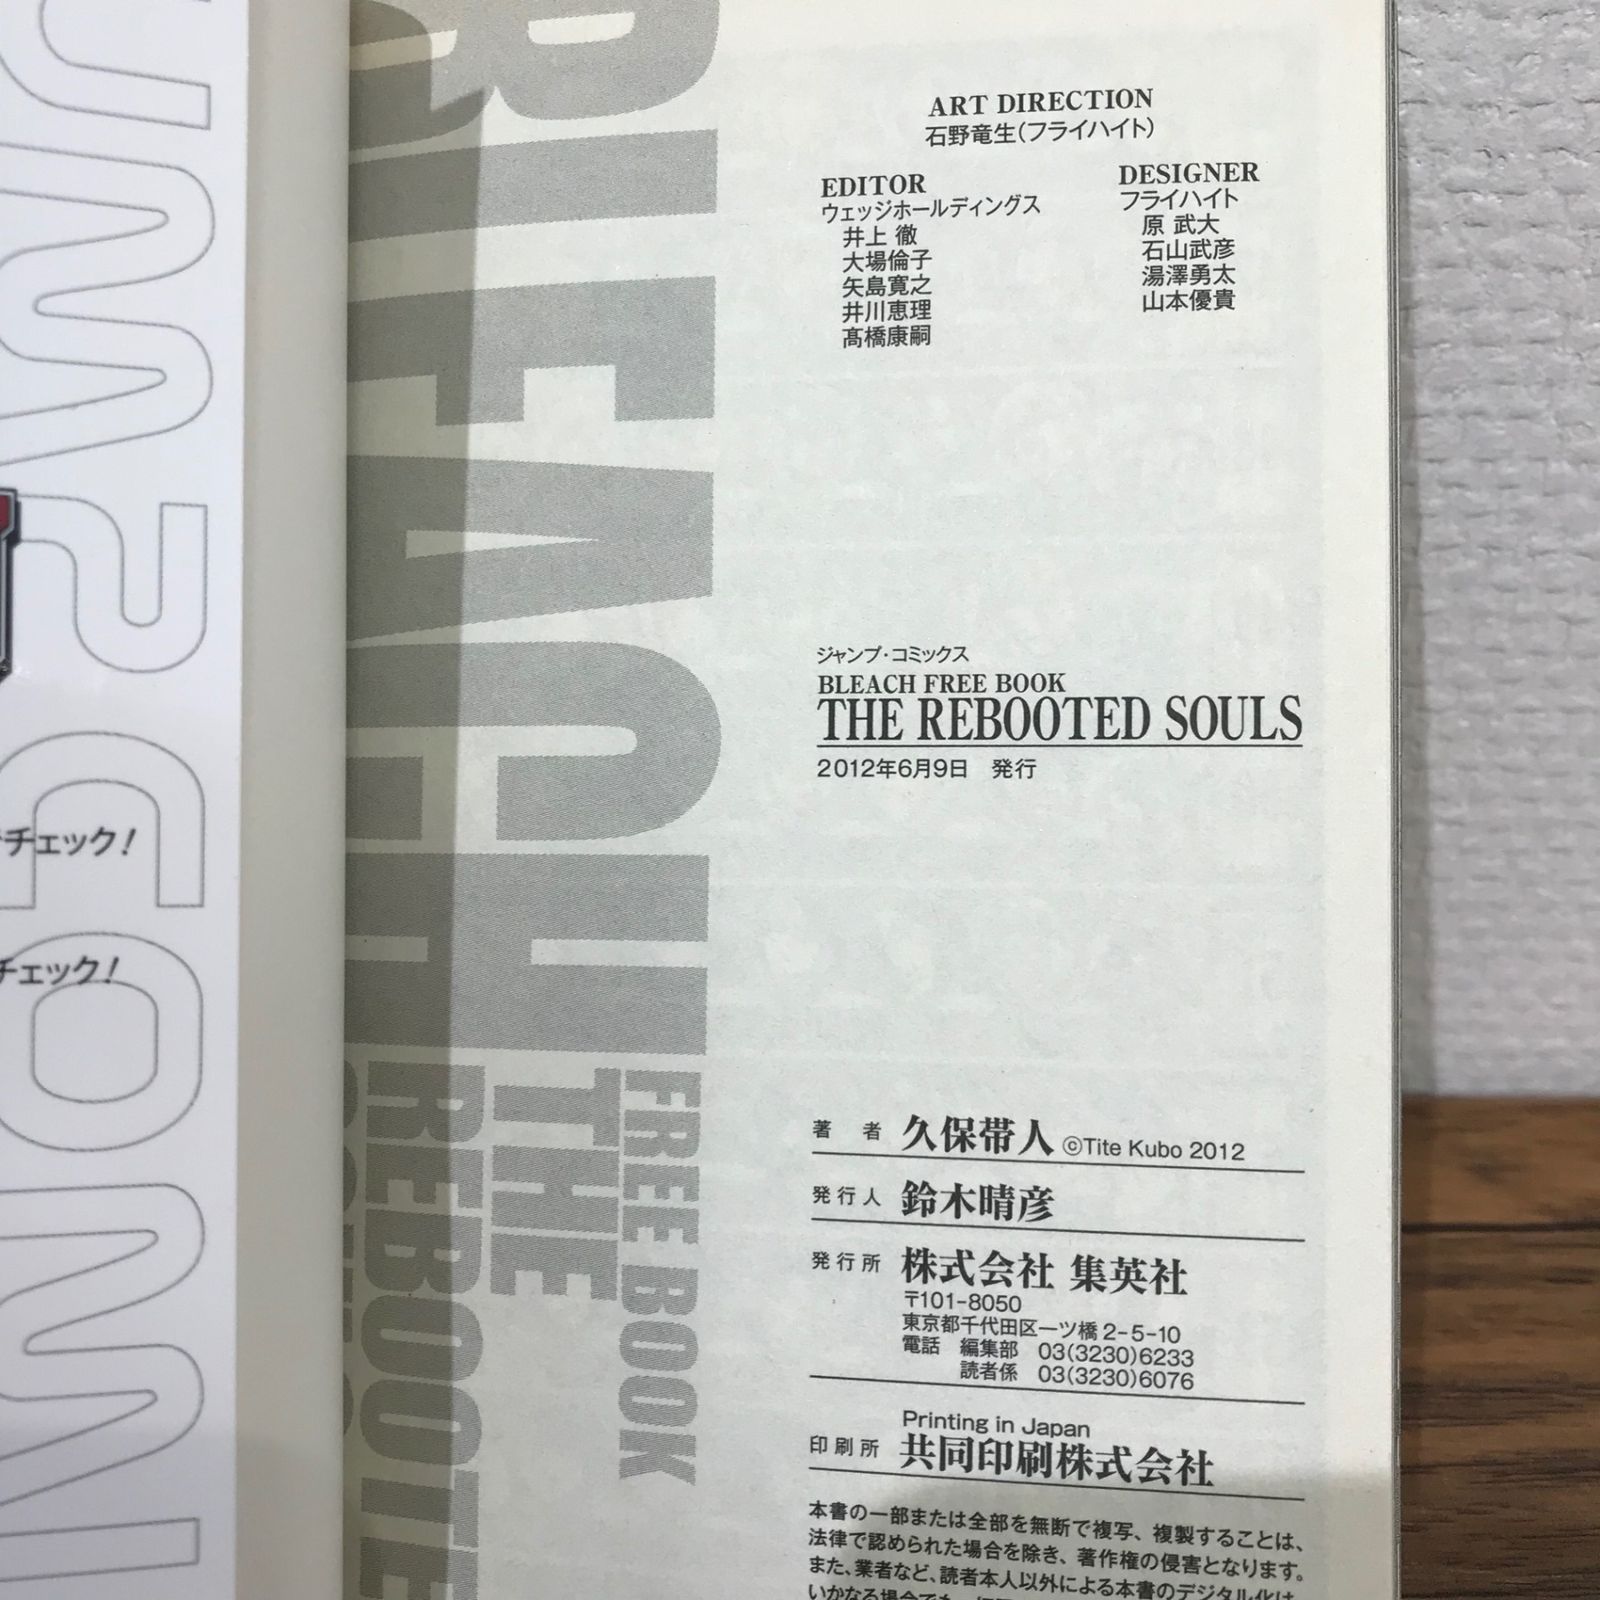 ART DIRECTION
石野竜生(フライハイト)
EDITOR
ウェッジホールディングス
井上 徹
大場倫子
矢島寛之
井川恵理
髙橋康嗣
DESIGNER
フライハイト
原 武大
石山武彦
湯澤勇太
山本優貴
ジャンプ・コミックス
BLEACH FREE BOOK
THE REBOOTED SOULS
2012年6月9日　発行
著　者 久保帯人 ©Tite Kubo 2012
発行人 鈴木晴彦
発行所 株式会社 集英社
〒101-8050
東京都千代田区一ツ橋2-5-10
電話　編集部　03(3230)6233
読者係　03(3230)6076
Printing in Japan
印刷所 共同印刷株式会社
本書の一部または全部を無断で複写、複製することは、
法律で認められた場合を除き、著作権の侵害となります。
また、業者など、読者本人以外による本書のデジタル化は、
いかなる場合でも
BLEACH
FREE BOOK
THE
REBOOTE
チェック!
チェック!